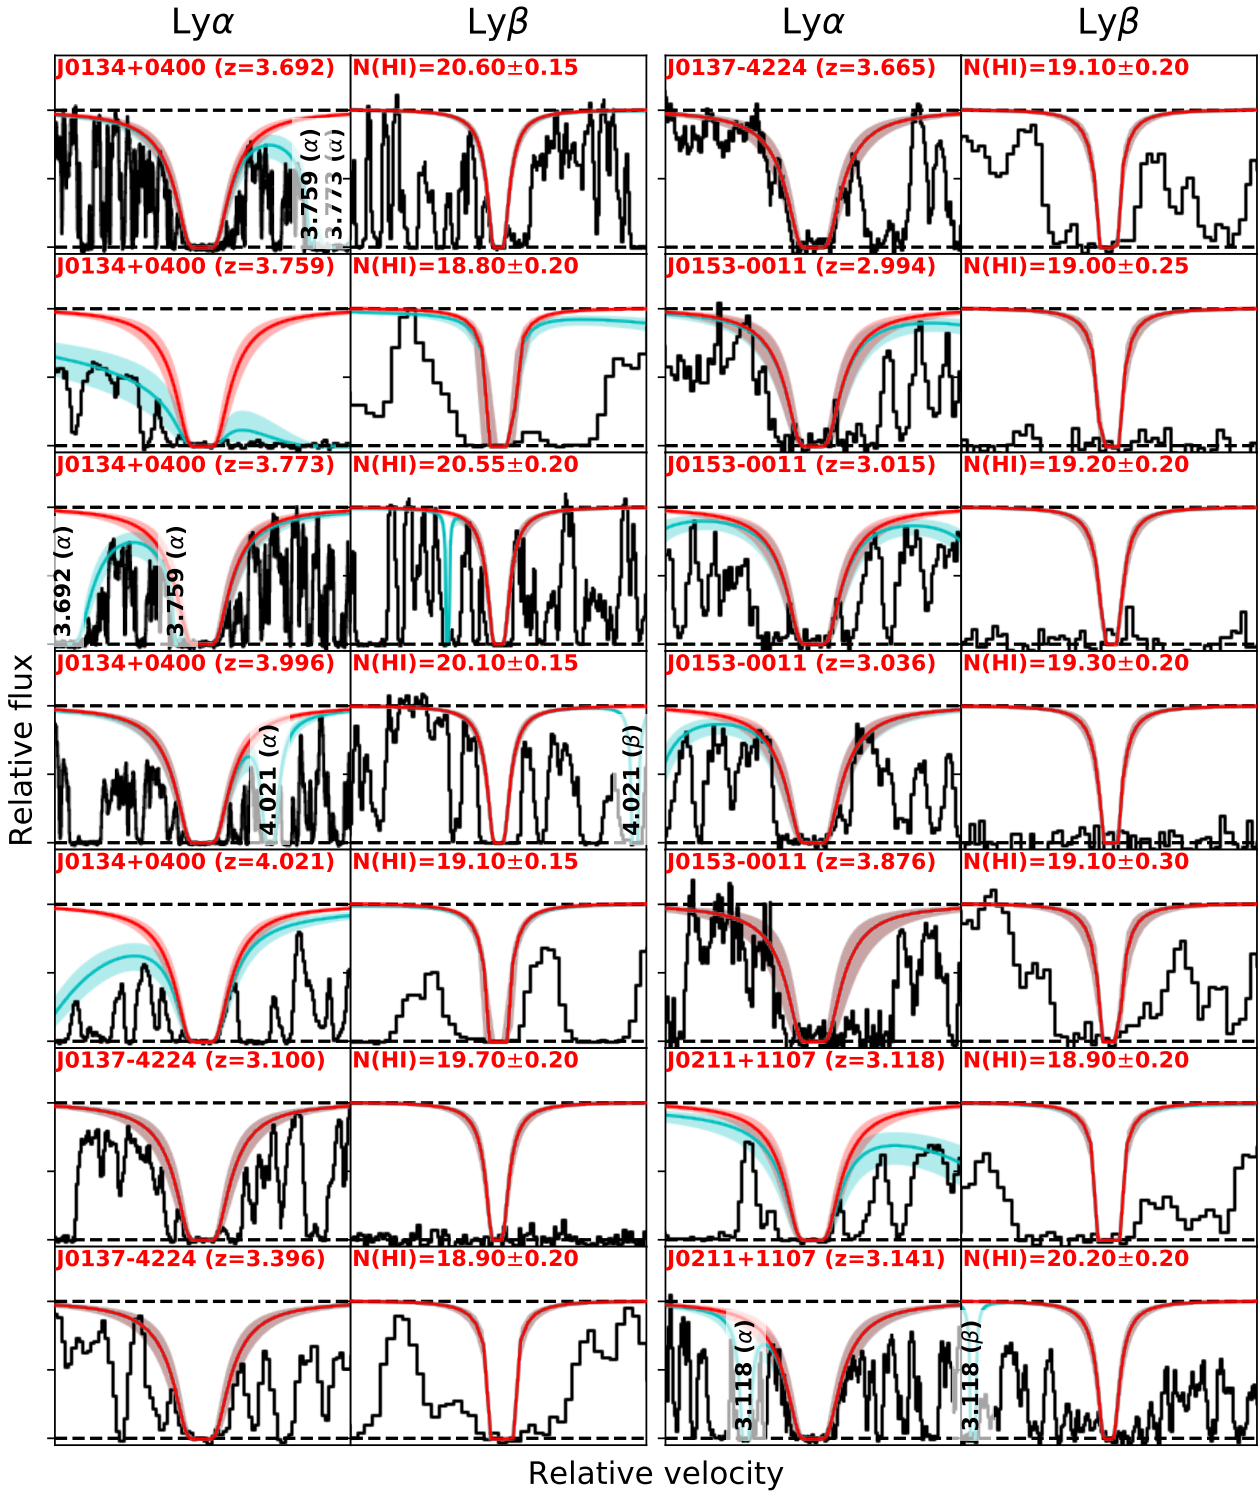 Lyα Lyβ Lyα Lyβ
J0134+0400 (z=3.692) N(HI)=20.60±0.15 J0137-4224 (z=3.665) N(HI)=19.10±0.20
3.759 (α)
3.773 (α)
J0134+0400 (z=3.759) N(HI)=18.80±0.20 J0153-0011 (z=2.994) N(HI)=19.00±0.25
J0134+0400 (z=3.773) N(HI)=20.55±0.20 J0153-0011 (z=3.015) N(HI)=19.20±0.20
3.692 (α)
3.759 (α)
J0134+0400 (z=3.996) N(HI)=20.10±0.15 J0153-0011 (z=3.036) N(HI)=19.30±0.20
4.021 (α)
4.021 (β)
J0134+0400 (z=4.021) N(HI)=19.10±0.15 J0153-0011 (z=3.876) N(HI)=19.10±0.30
J0137-4224 (z=3.100) N(HI)=19.70±0.20 J0211+1107 (z=3.118) N(HI)=18.90±0.20
J0137-4224 (z=3.396) N(HI)=18.90±0.20 J0211+1107 (z=3.141) N(HI)=20.20±0.20
3.118 (α)
3.118 (β)
Relative flux
Relative velocity